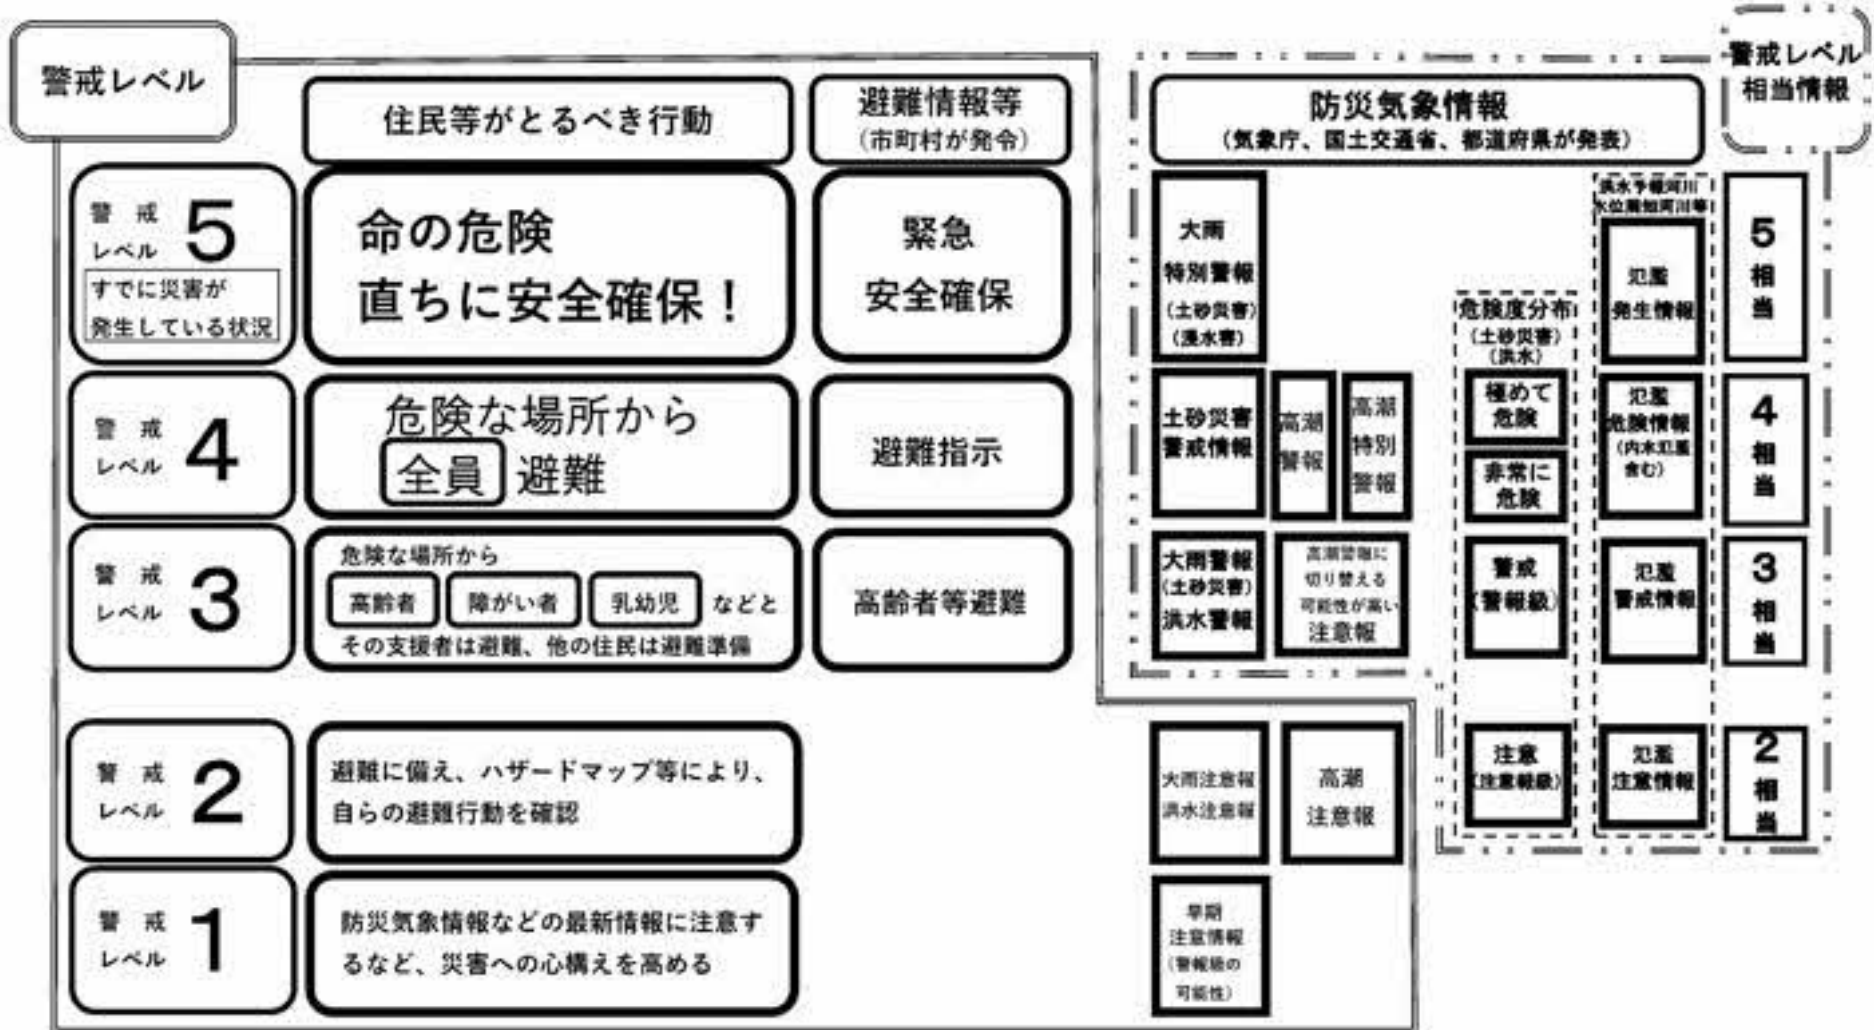 警戒レベル
住民等がとるべき行動
避難情報等
(市町村が発令)
防災気象情報
(気象庁、国土交通省、都道府県が発表)
警戒レベル
相当情報
警戒
レベル 5
すでに災害が
発生している状況
命の危険
直ちに安全確保!
緊急
安全確保
大雨
特別警報
(土砂災害)
(浸水害)
危険度分布
(土砂災害)
(洪水)
洪水予報河川
水位周知河川等
氾濫
発生情報
5
相
当
警戒
レベル 4
危険な場所から
全員 避難
避難指示
土砂災害
警戒情報
高潮
警報
高潮
特別
警報
極めて
危険
非常に
危険
氾濫
危険情報
(内水氾濫
含む)
4
相
当
警戒
レベル 3
危険な場所から
高齢者 障がい者 乳幼児 などと
その支援者は避難、他の住民は避難準備
高齢者等避難
大雨警報
(土砂災害)
洪水警報
高潮警報に
切り替える
可能性が高い
注意報
警戒
(警報級)
氾濫
警戒情報
3
相
当
警戒
レベル 2
避難に備え、ハザードマップ等により、
自らの避難行動を確認
大雨注意報
洪水注意報
高潮
注意報
注意
(注意報級)
氾濫
注意情報
2
相
当
警戒
レベル 1
防災気象情報などの最新情報に注意す
るなど、災害への心構えを高める
早期
注意情報
(警報級の
可能性)